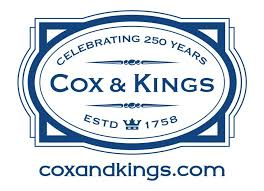 CELEBRATING 250 YEARS
COX & KINGS
ESTD 1758
coxandkings.com